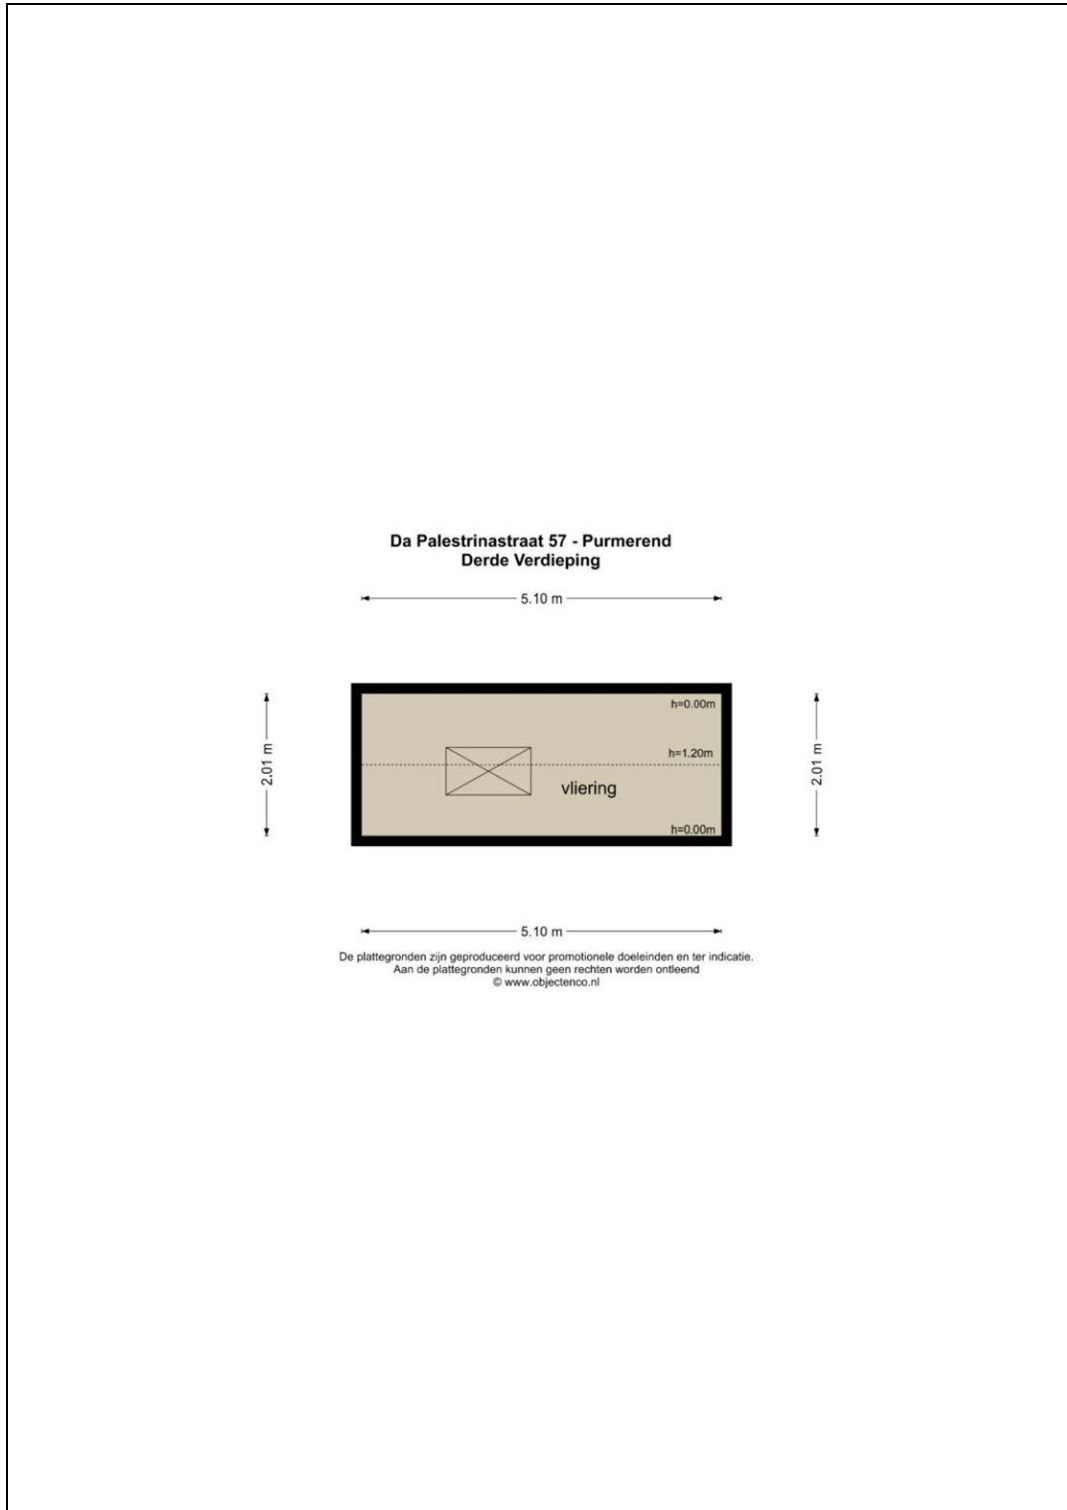 Da Palestrinastraat 57 - Purmerend
Derde Verdieping
5.10 m
h=0.00m
2.01 m
h=1.20m
2.01 m
vliering
h=0.00m
5.10 m
De plattegronden zijn geproduceerd voor promotionele doeleinden en ter indicatie.
Aan de plattegronden kunnen geen rechten worden ontleend
© www.objectenco.nl